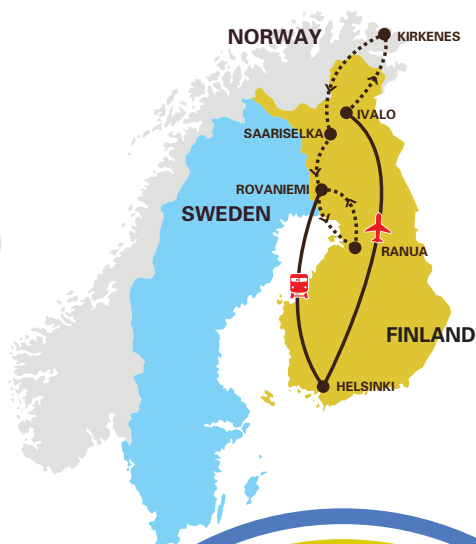 NORWAY
KIRKENES
IVALO
SAARISELKA
ROVANIEMI
SWEDEN
RANUA
FINLAND
HELSINKI